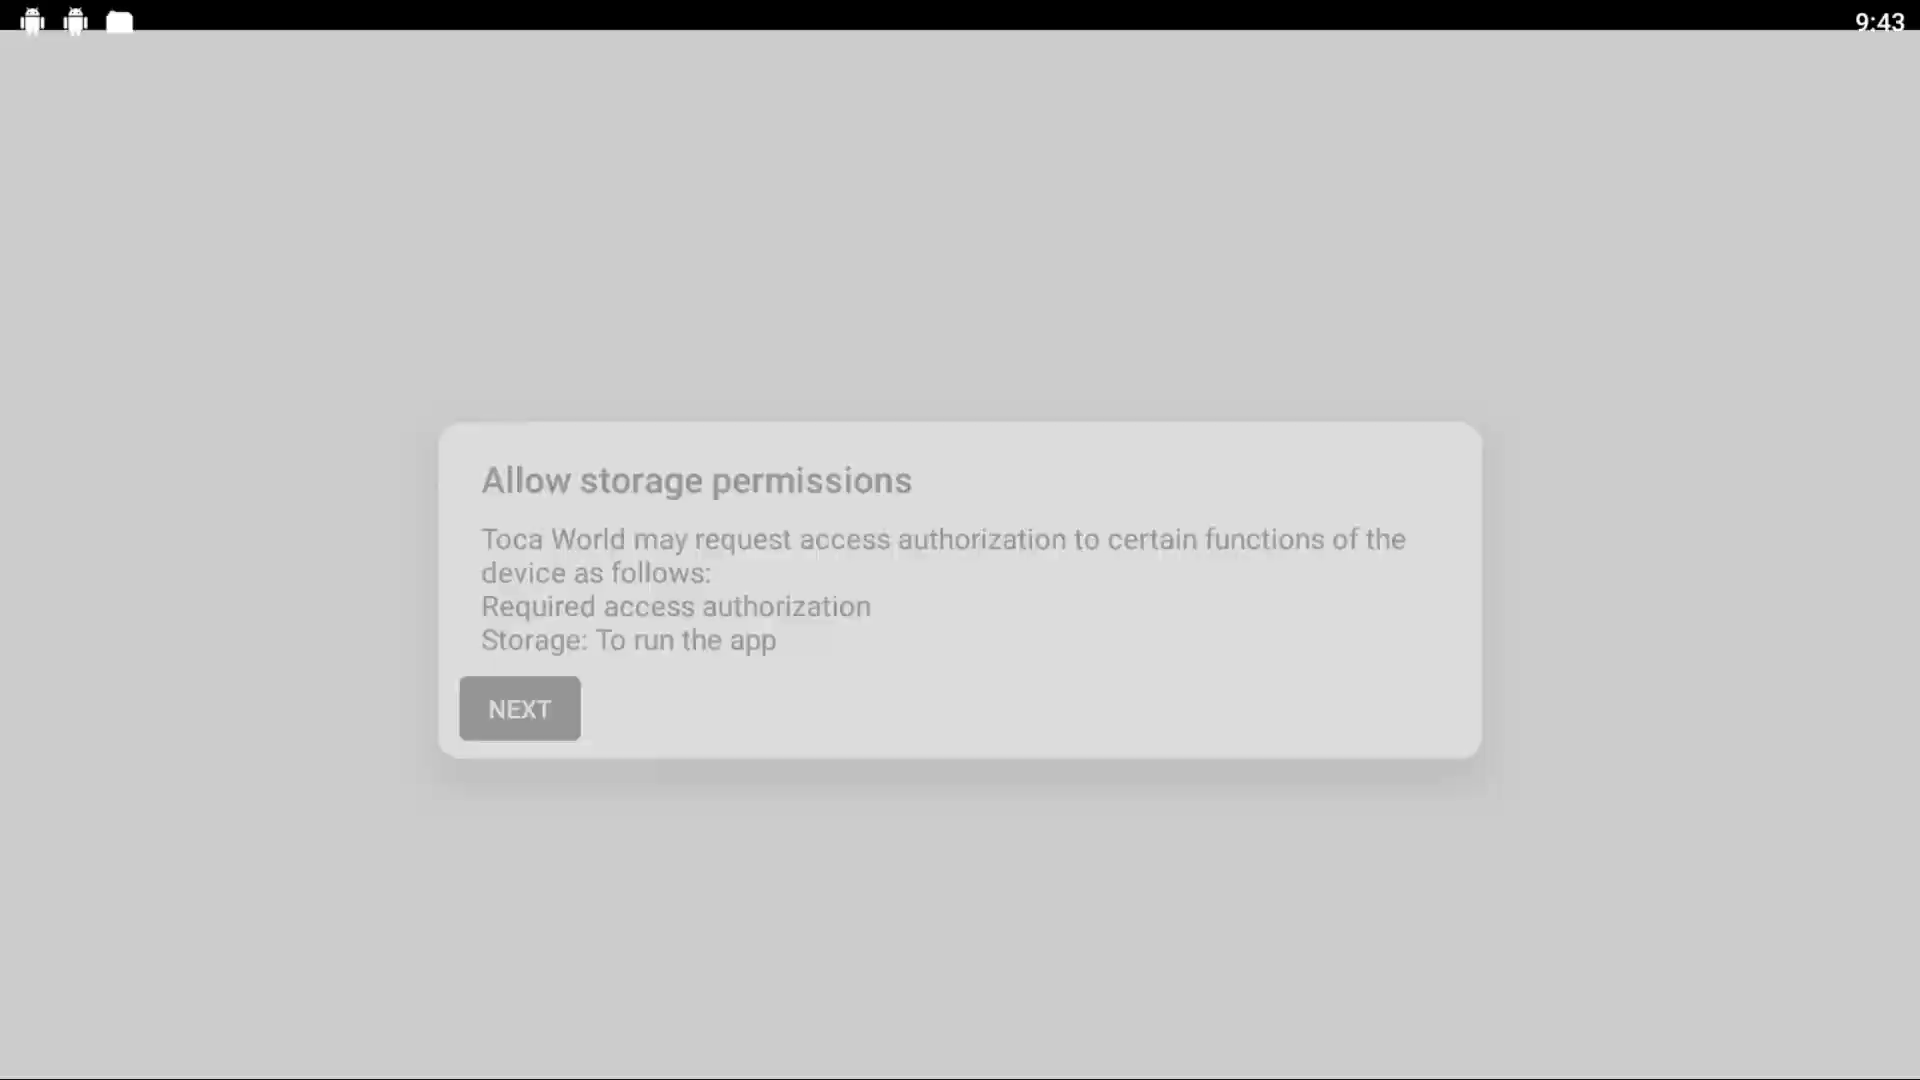 9:43
Allow storage permissions
Toca World may request access authorization to certain functions of the
device as follows:
Required access authorization
Storage: To run the app
NEXT